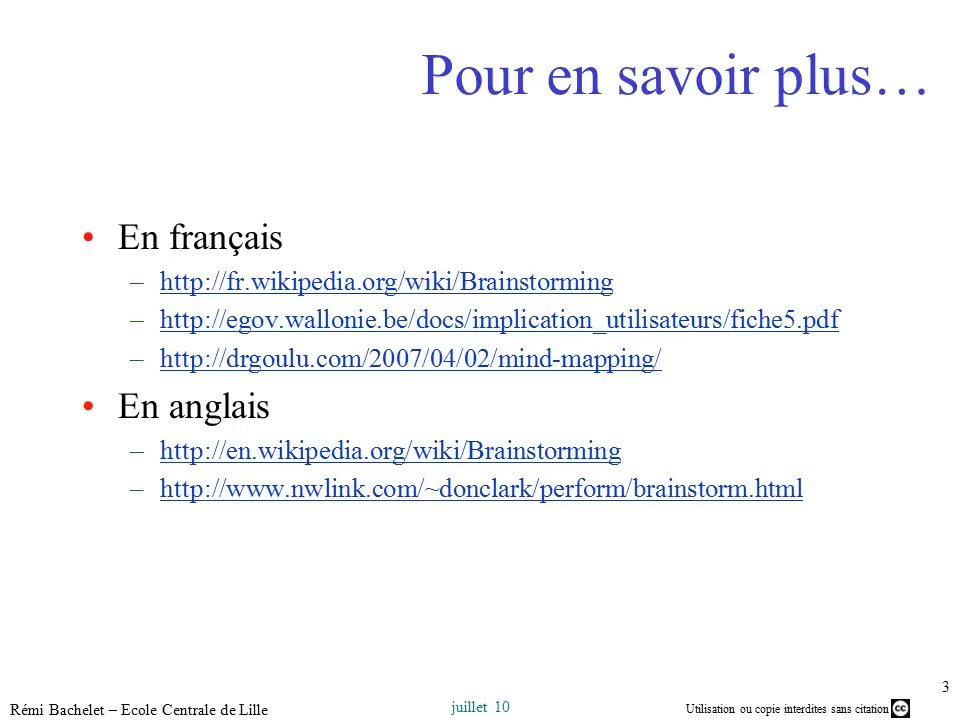 Pour en savoir plus…
• En français
– http://fr.wikipedia.org/wiki/Brainstorming
– http://egov.wallonie.be/docs/implication_utilisateurs/fiche5.pdf
– http://drgoulu.com/2007/04/02/mind-mapping/
• En anglais
– http://en.wikipedia.org/wiki/Brainstorming
– http://www.nwlink.com/~donclark/perform/brainstorm.html
3
Rémi Bachelet – Ecole Centrale de Lille
juillet 10
Utilisation ou copie interdites sans citation
cc